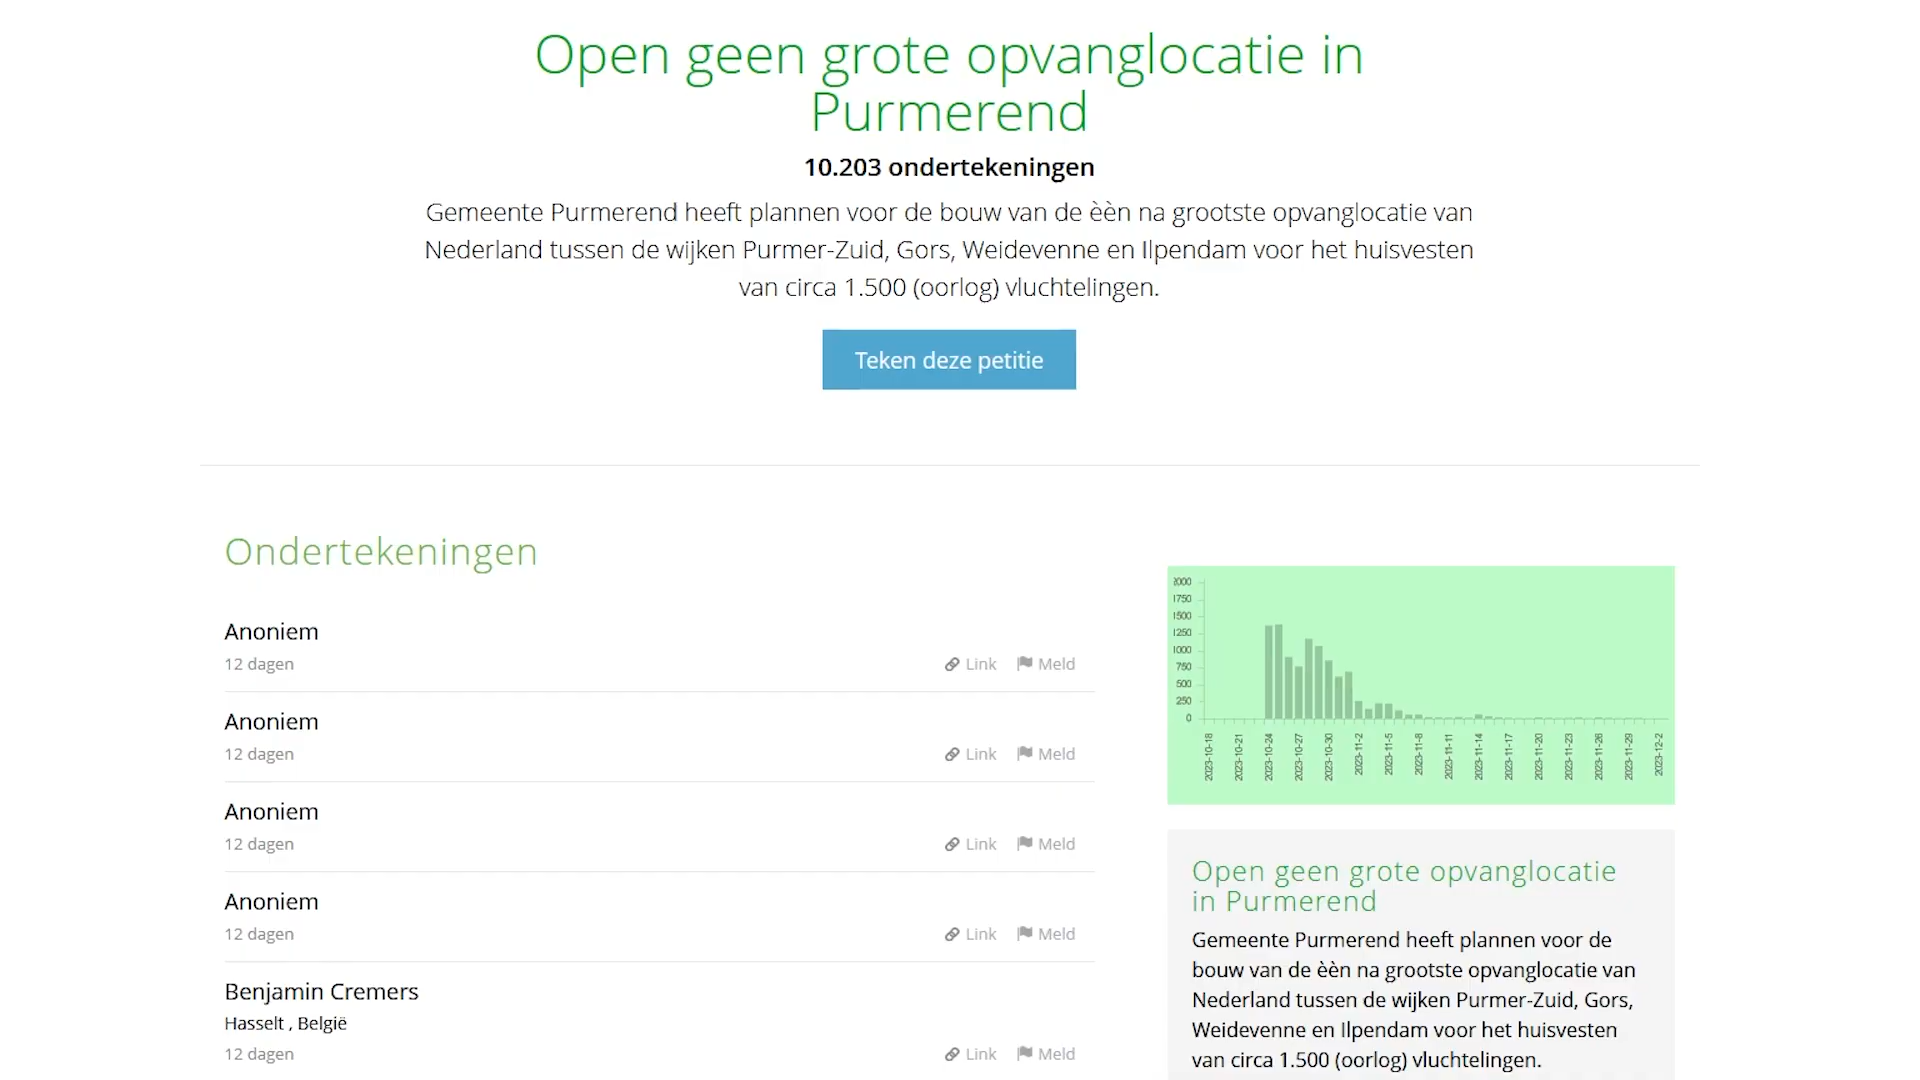 Open geen grote opvanglocatie in
Purmerend
10.203 ondertekeningen
Gemeente Purmerend heeft plannen voor de bouw van de èèn na grootste opvanglocatie van
Nederland tussen de wijken Purmer-Zuid, Gors, Weidevenne en Ilpendam voor het huisvesten
van circa 1.500 (oorlog) vluchtelingen.
Teken deze petitie
Ondertekeningen
Anoniem
12 dagen
Link Meld
Anoniem
12 dagen
Link Meld
Anoniem
12 dagen
Link Meld
Anoniem
12 dagen
Link Meld
Benjamin Cremers
Hasselt , België
12 dagen
Link Meld
2000
1750
1500
1250
1000
750
500
250
0
2023-10-18
2023-10-21
2023-10-24
2023-10-27
2023-10-30
2023-11-2
2023-11-5
2023-11-8
2023-11-11
2023-11-14
2023-11-17
2023-11-20
2023-11-23
2023-11-26
2023-11-29
2023-12-2
Open geen grote opvanglocatie
in Purmerend
Gemeente Purmerend heeft plannen voor de
bouw van de èèn na grootste opvanglocatie van
Nederland tussen de wijken Purmer-Zuid, Gors,
Weidevenne en Ilpendam voor het huisvesten
van circa 1.500 (oorlog) vluchtelingen.